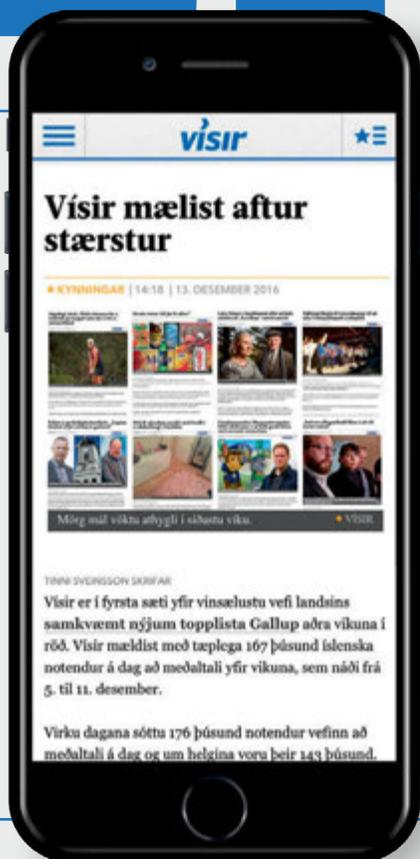 vísir
Vísir mælist aftur
stærstur
KYNNINGAR | 14:18 | 13. DESEMBER 2016
Mörg mál vöktu athygli í síðustu viku.
VÍSIR
TINNI SVEINSSON SKRIFAR
Vísir er í fyrsta sæti yfir vinsælustu vefi landsins
samkvæmt nýjum topplista Gallup aðra vikuna í
röð. Vísir mældist með tæplega 167 þúsund íslenska
notendur á dag að meðaltali yfir vikuna, sem náði frá
5. til 11. desember.
Virku dagana sóttu 176 þúsund notendur vefinn að
meðaltali á dag og um helgina voru þeir 143 þúsund.